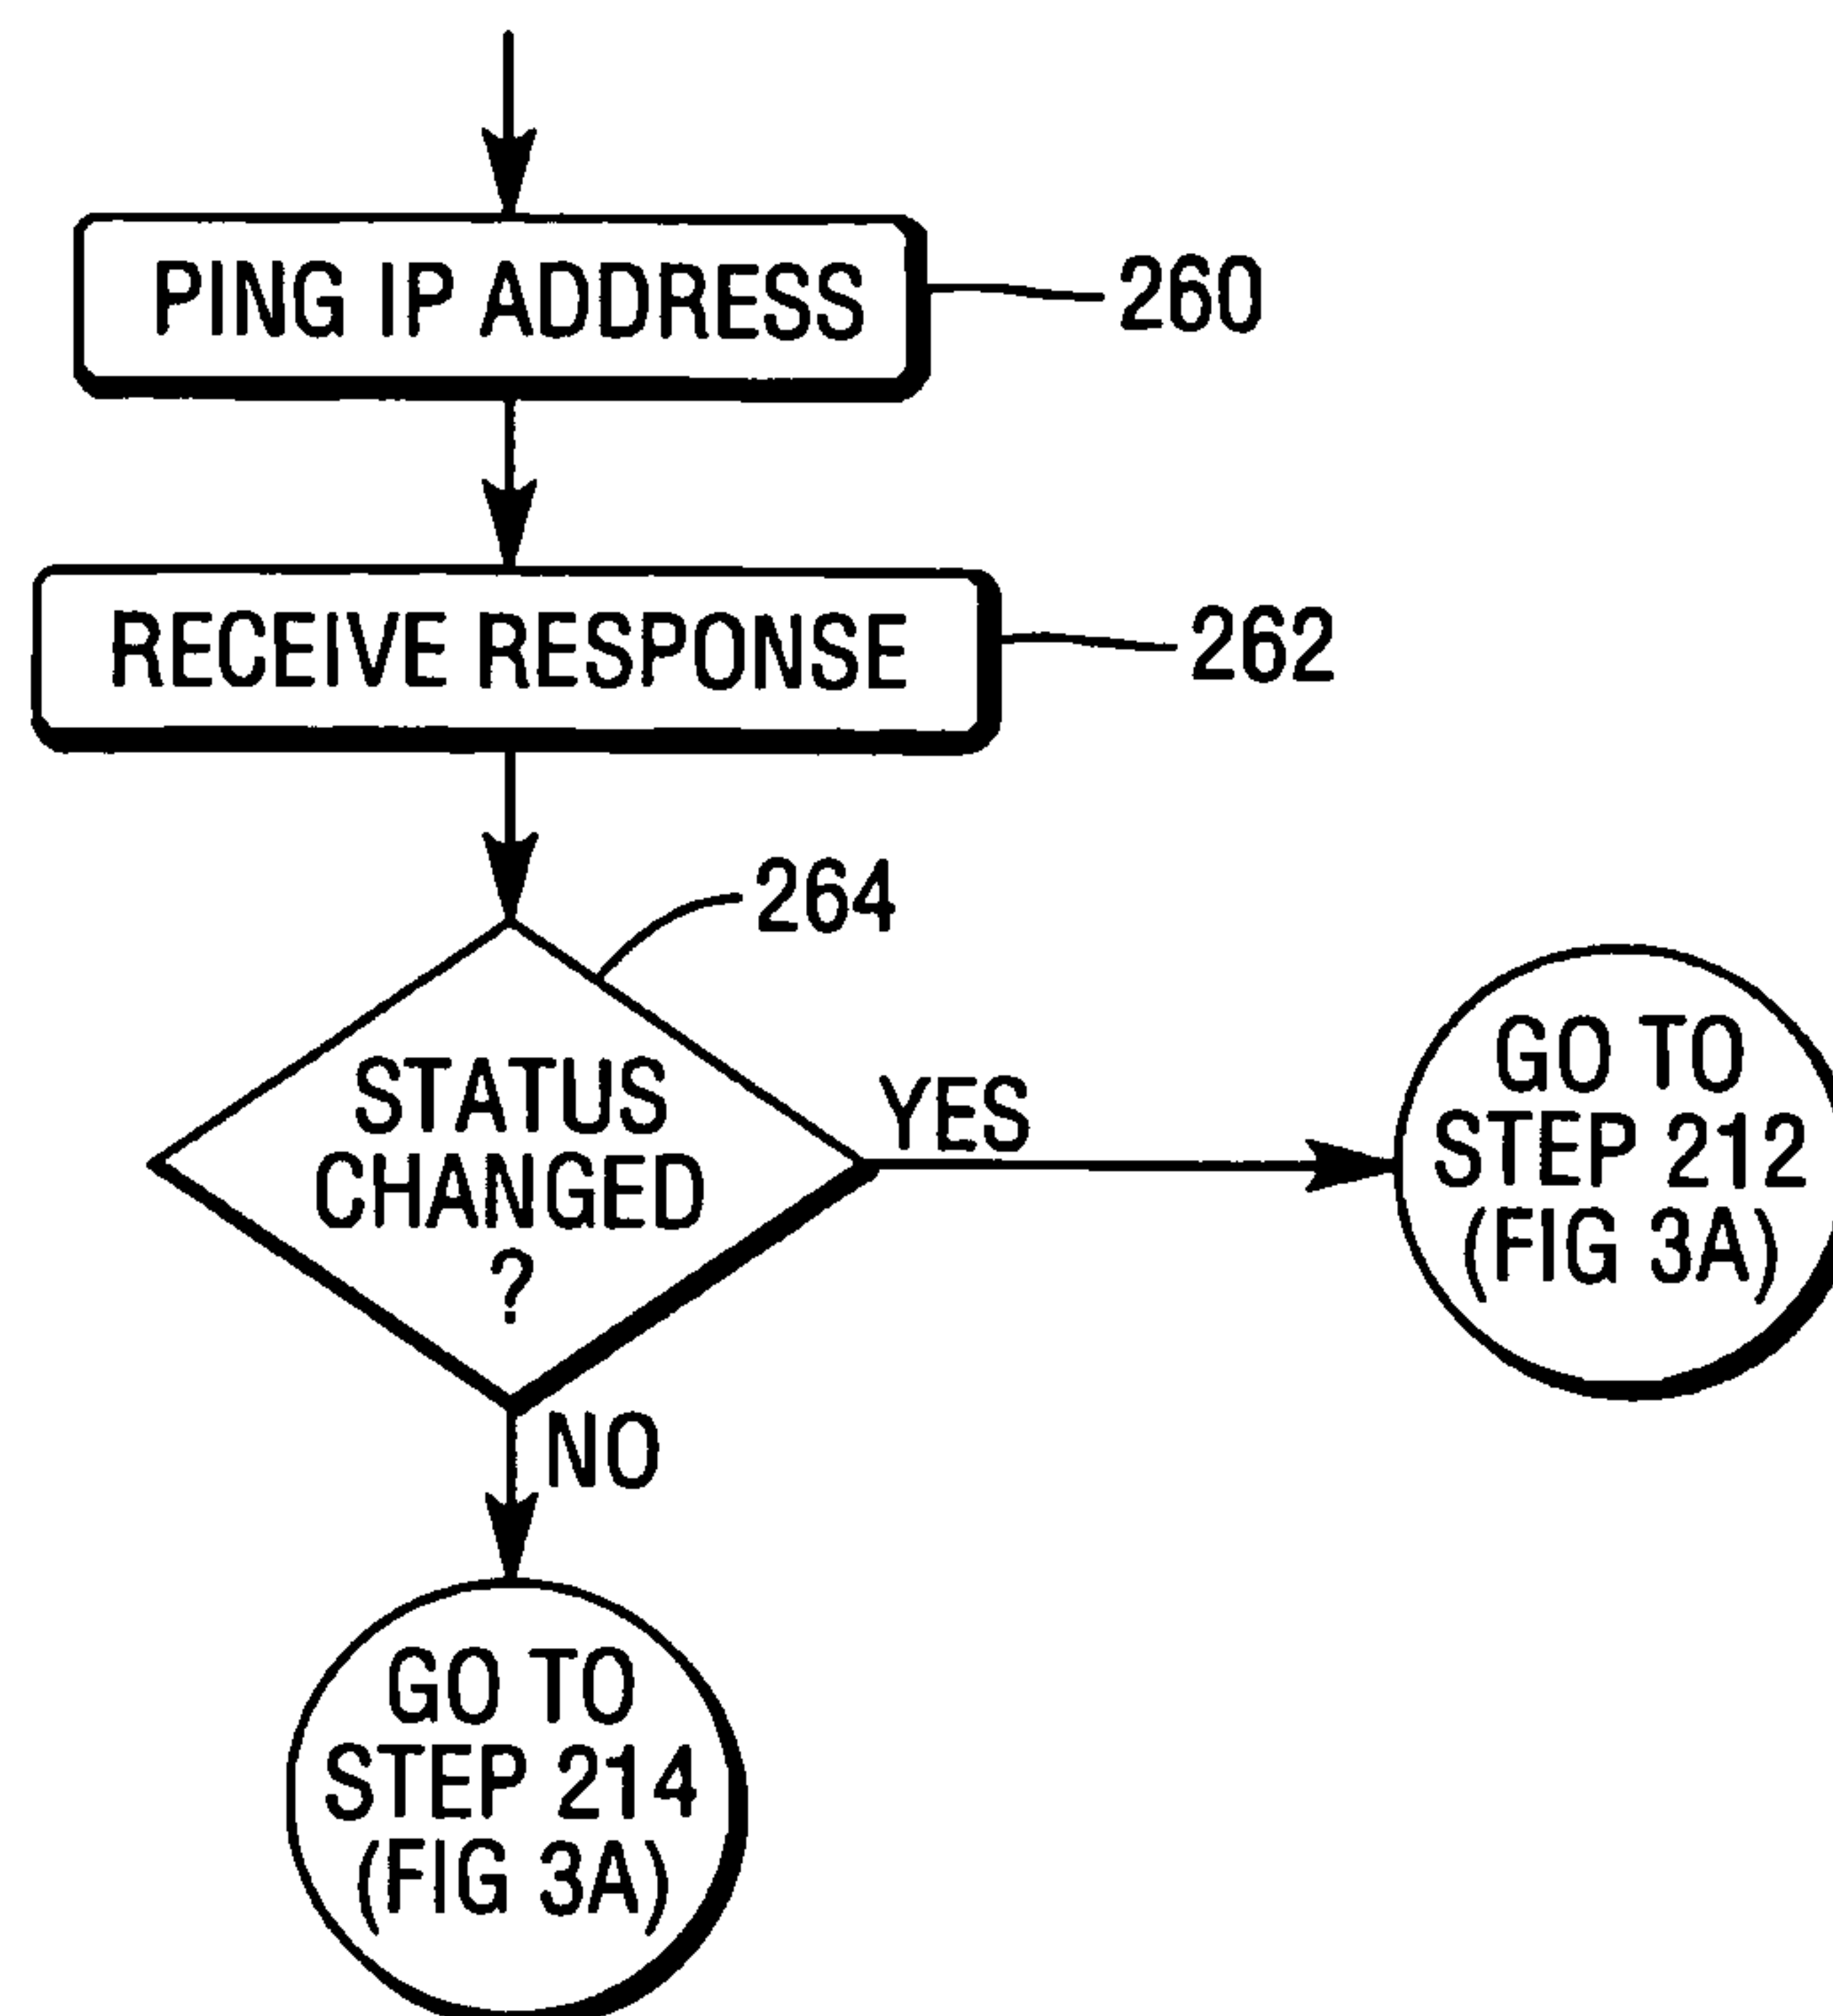 PING IP ADDRESS
260
RECEIVE RESPONSE
262
264
STATUS
CHANGED
?
YES
GO TO
STEP 212
(FIG 3A)
NO
GO TO
STEP 214
(FIG 3A)